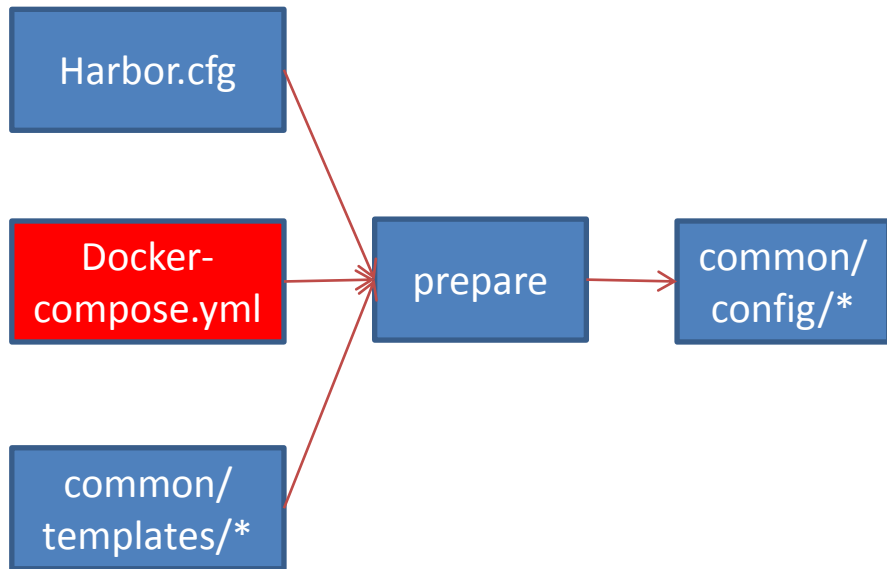 Harbor.cfg
Docker-
compose.yml
prepare
common/
config/*
common/
templates/*